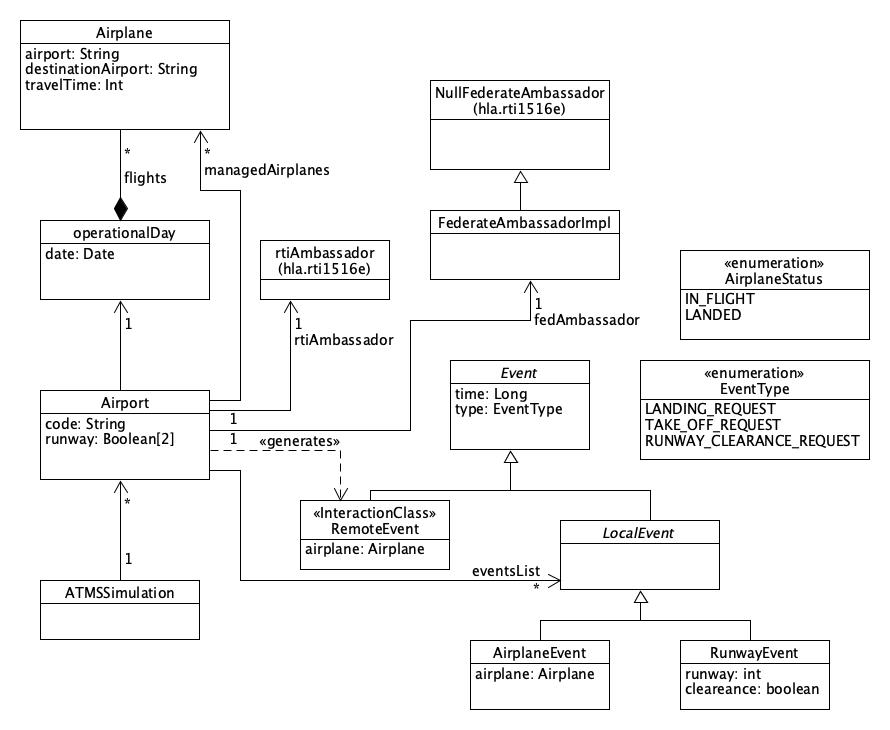 Airplane
airport: String
destinationAirport: String
travelTime: Int
*
flights
*
managedAirplanes
NullFederateAmbassador
(hla.rti1516e)
operationalDay
date: Date
rtiAmbassador
(hla.rti1516e)
FederateAmbassadorImpl
«enumeration»
AirplaneStatus
IN_FLIGHT
LANDED
1
1
rtiAmbassador
1
fedAmbassador
Airport
code: String
runway: Boolean[2]
1
1
«generates»
Event
time: Long
type: EventType
«enumeration»
EventType
LANDING_REQUEST
TAKE_OFF_REQUEST
RUNWAY_CLEARANCE_REQUEST
*
1
«InteractionClass»
RemoteEvent
airplane: Airplane
LocalEvent
eventsList
*
ATMSSimulation
AirplaneEvent
airplane: Airplane
RunwayEvent
runway: int
cleareance: boolean